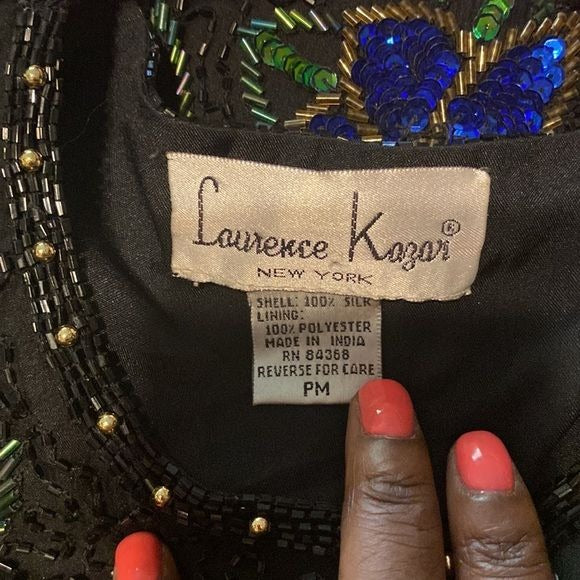 Laurence Kazar®
NEW YORK
SHELL: 100% SILK
LINING:
100% POLYESTER
MADE IN INDIA
RN 84368
REVERSE FOR CARE
PM